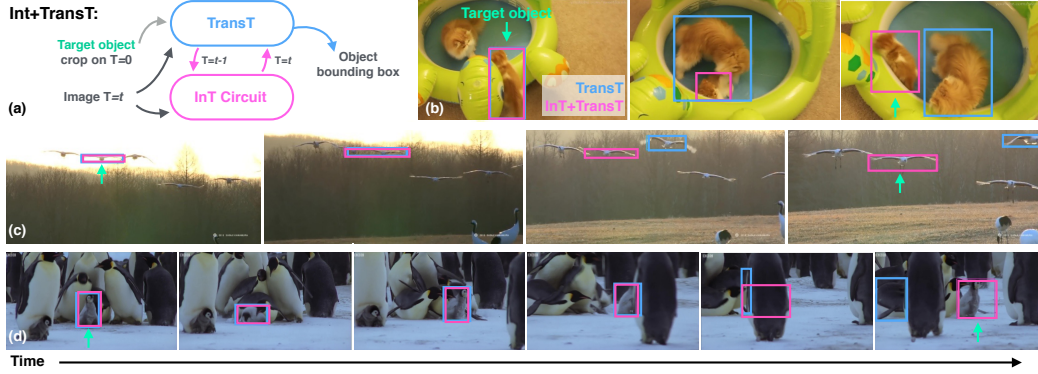 Int+TransT:
TransT
Target object
crop on T=0
T=t-1
T=t
Object
bounding box
Image T=t
InT Circuit
(a)
Target object
TransT
InT+TransT
(b)
(c)
(d)
Time